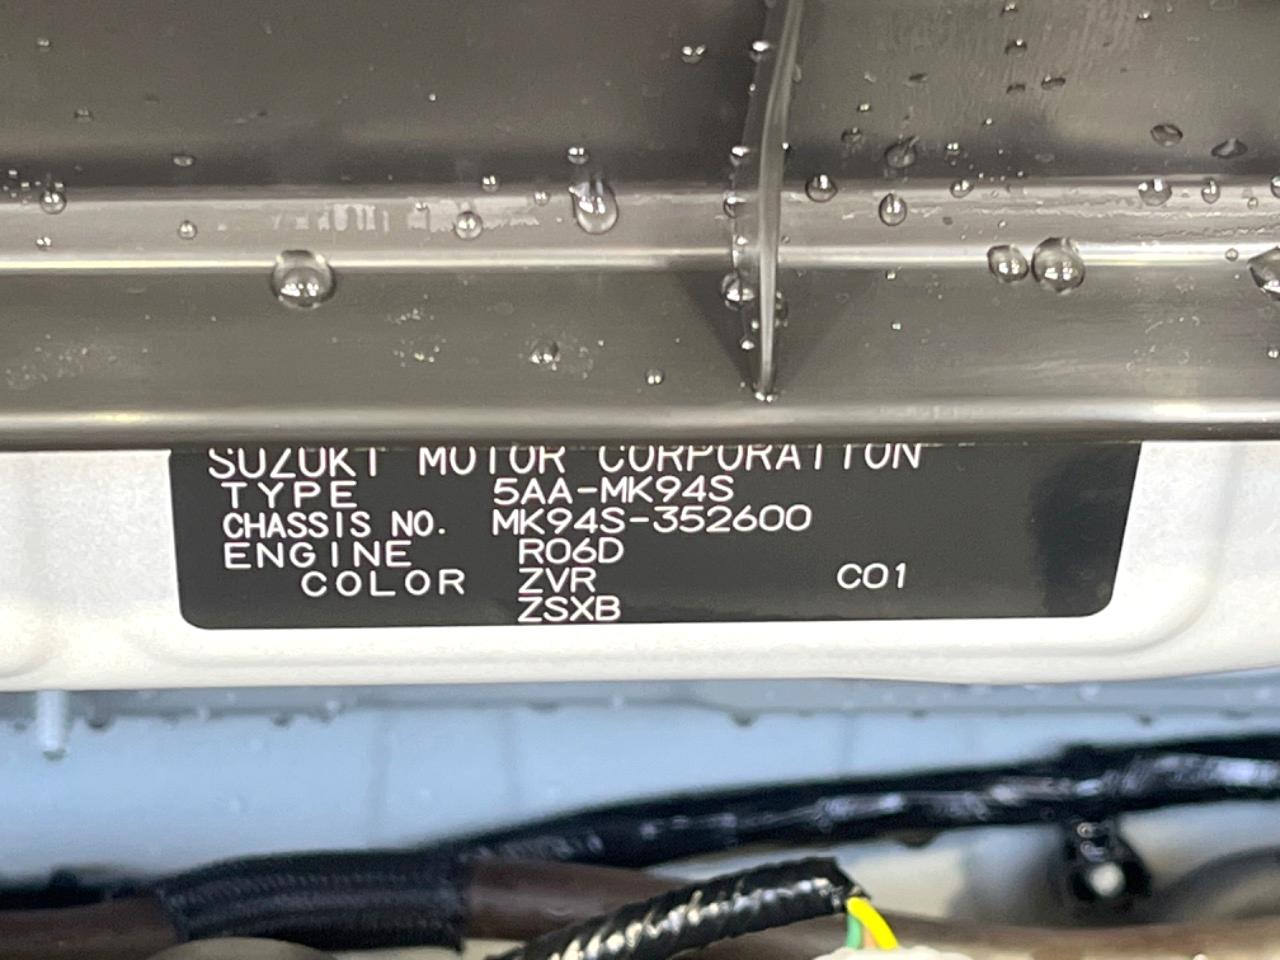 SUZUKI MOTOR CORPORATION
TYPE 5AA-MK94S
CHASSIS NO. MK94S-352600
ENGINE R06D
COLOR ZVR C01
ZSXB